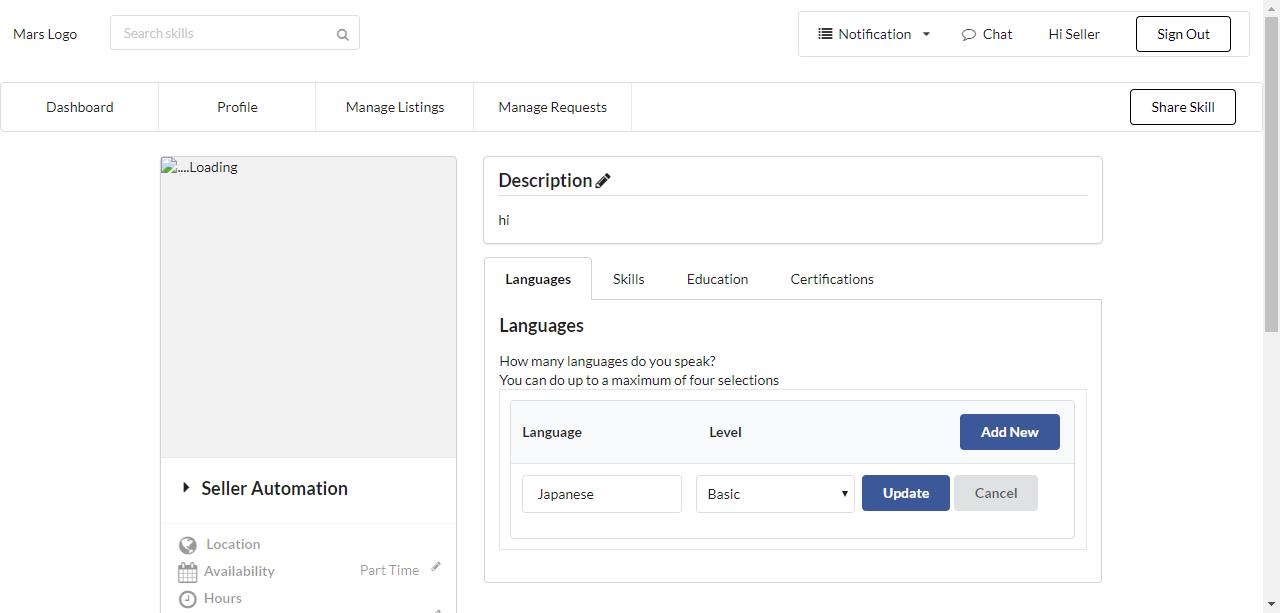 Mars Logo
Search skills
Notification
Chat
Hi Seller
Sign Out
Dashboard
Profile
Manage Listings
Manage Requests
Share Skill
....Loading
Description
hi
Languages
Skills
Education
Certifications
Languages
How many languages do you speak?
You can do up to a maximum of four selections
Language
Level
Add New
Japanese
Basic
Update
Cancel
Seller Automation
Location
Availability
Part Time
Hours